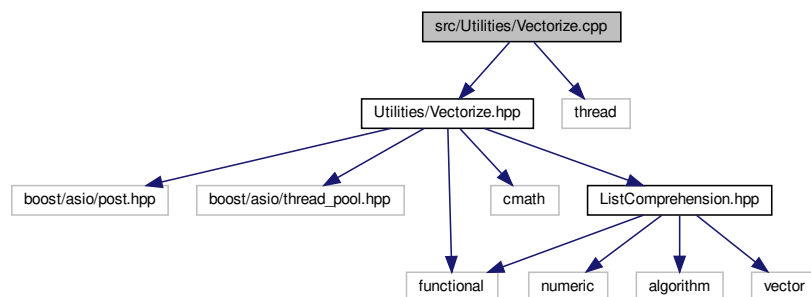 src/Utilities/Vectorize.cpp
Utilities/Vectorize.hpp
thread
boost/asio/post.hpp
boost/asio/thread_pool.hpp
cmath
ListComprehension.hpp
functional
numeric
algorithm
vector